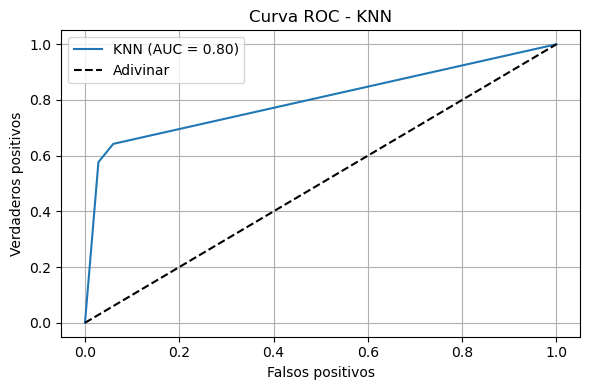 Curva ROC - KNN
KNN (AUC = 0.80)
Adivinar
Verdaderos positivos
1.0
0.8
0.6
0.4
0.2
0.0
0.0 0.2 0.4 0.6 0.8 1.0
Falsos positivos